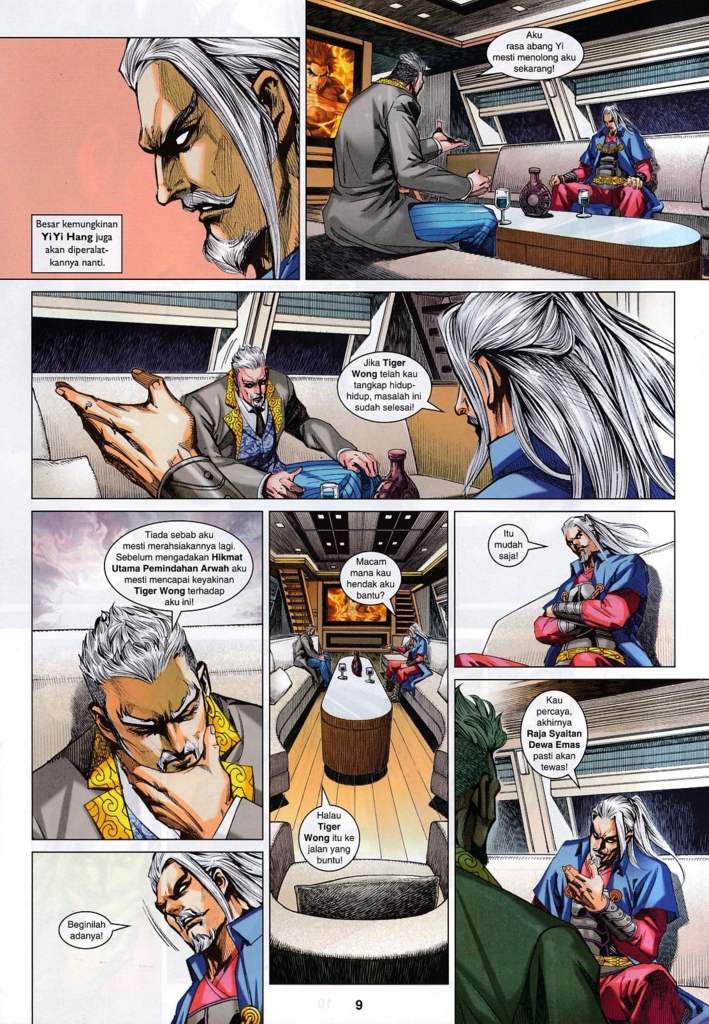 Besar kemungkinan
YiYi Hang juga
akan diperalat-
kannya nanti.
Aku
rasa abang Yi
mesti menolong aku
sekarang!
Jika Tiger
Wong telah kau
tangkap hidup-
hidup, masalah ini
sudah selesai!
Tiada sebab aku
mesti merahsiakannya lagi.
Sebelum mengadakan Hikmat
Utama Pemindahan Arwah aku
mesti mencapai keyakinan
Tiger Wong terhadap
aku ini!
Beginilah
adanya!
Macam
mana kau
hendak aku
bantu?
Halau
Tiger
Wong itu ke
jalan yang
buntu!
Itu
mudah
saja!
Kau
percaya,
akhirnya
Raja Syaitan
Dewa Emas
pasti akan
tewas!
9